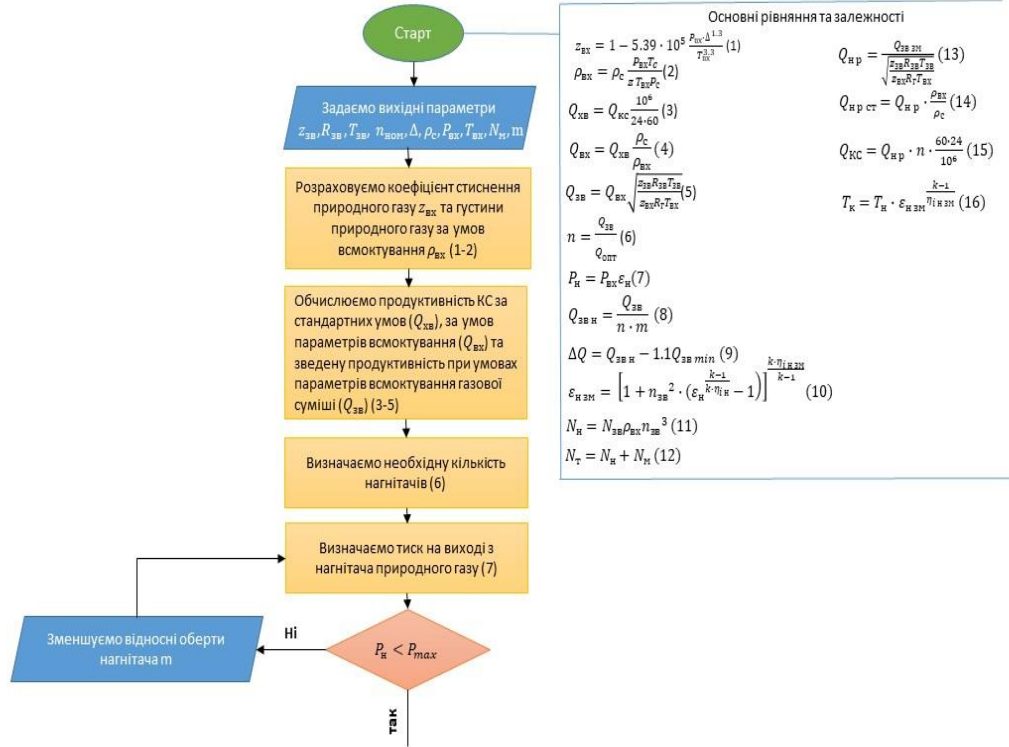 Старт
Задаємо вихідні параметри
z_зв, R_зв, T_зв, n_ном, Δ, ρ_с, P_вх, T_вх, N_м, m
Розраховуємо коефіцієнт стиснення
природного газу z_вх та густини
природного газу за умов
всмоктування ρ_вх (1-2)
Обчислюємо продуктивність КС за
стандартних умов (Q_хв), за умов
параметрів всмоктування (Q_вх) та
зведену продуктивність при умовах
параметрів всмоктування газової
суміші (Q_зв) (3-5)
Визначаємо необхідну кількість
нагнітачів (6)
Визначаємо тиск на виході з
нагнітача природного газу (7)
Зменшуємо відносні оберти
нагнітача m
Ні
P_н < P_max
так
Основні рівняння та залежності
z_вх = 1 − 5.39 · 10^5 (P_вх·Δ^1.3)/(T_вх^3.3) (1)
ρ_вх = ρ_с (P_вх T_с)/(z T_вх P_с) (2)
Q_хв = Q_кс 10^6/(24·60) (3)
Q_вх = Q_хв ρ_с/ρ_вх (4)
Q_зв = Q_вх √((z_зв R_зв T_зв)/(z_вх R_г T_вх)) (5)
n = Q_зв/Q_опт (6)
P_н = P_вх ε_н (7)
Q_зв н = Q_зв/(n · m) (8)
ΔQ = Q_зв н − 1.1Q_зв min (9)
ε_н зм = [1 + n_зв^2 · (ε_н^((k−1)/(k·η_ін)) − 1)]^((k·η_ін зм)/(k−1)) (10)
N_н = N_зв ρ_вх n_зв^3 (11)
N_т = N_н + N_м (12)
Q_нр = Q_зв зм/√((z_зв R_зв T_зв)/(z_вх R_г T_вх)) (13)
Q_нр ст = Q_нр · ρ_вх/ρ_с (14)
Q_КС = Q_нр · n · (60·24)/10^6 (15)
T_к = T_н · ε_н зм^((k−1)/η_ін зм) (16)